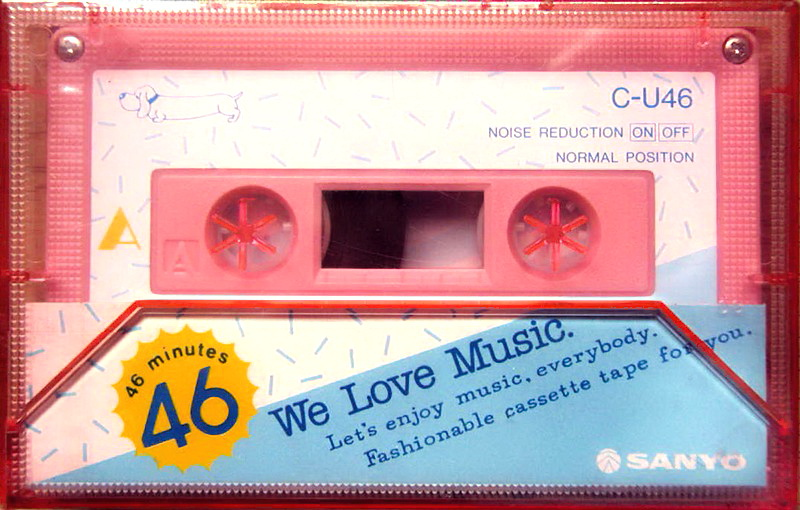 C-U46
NOISE REDUCTION ON OFF
NORMAL POSITION
A
A
46 minutes
46
We Love Music.
Let's enjoy music, everybody.
Fashionable cassette tape for you.
SANYO